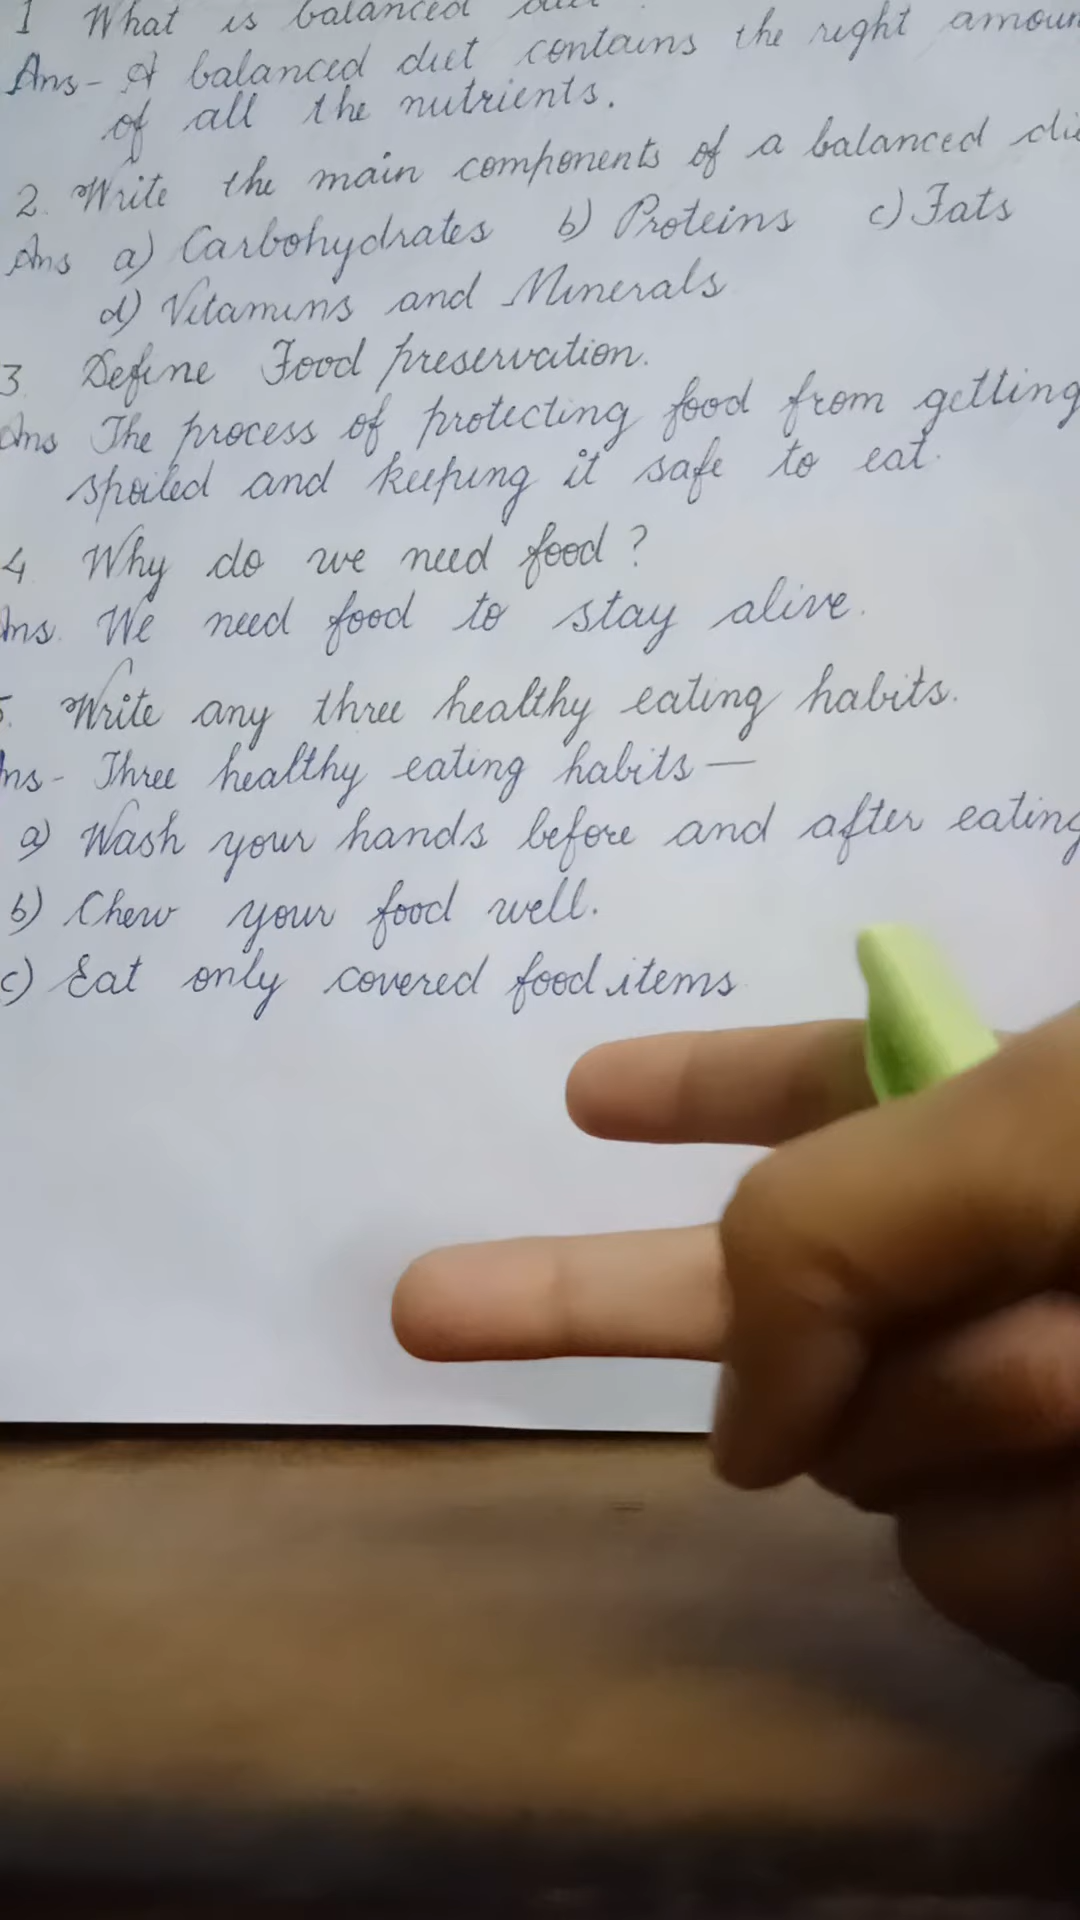 1 What is balanced
Ans- A balanced diet contains the right
of all the nutrients.
2. Write the main components of a balanced
Ans a) Carbohydrates b) Proteins c) Fats
d) Vitamins and Minerals
3 Define Food preservation.
Ans The process of protecting food from getting
spoiled and keeping it safe to eat.
4 Why do we need food ?
Ans. We need food to stay alive.
5. Write any three healthy eating habits.
Ans- Three healthy eating habits —
a) Wash your hands before and after eating
b) Chew your food well.
c) Eat only covered food items